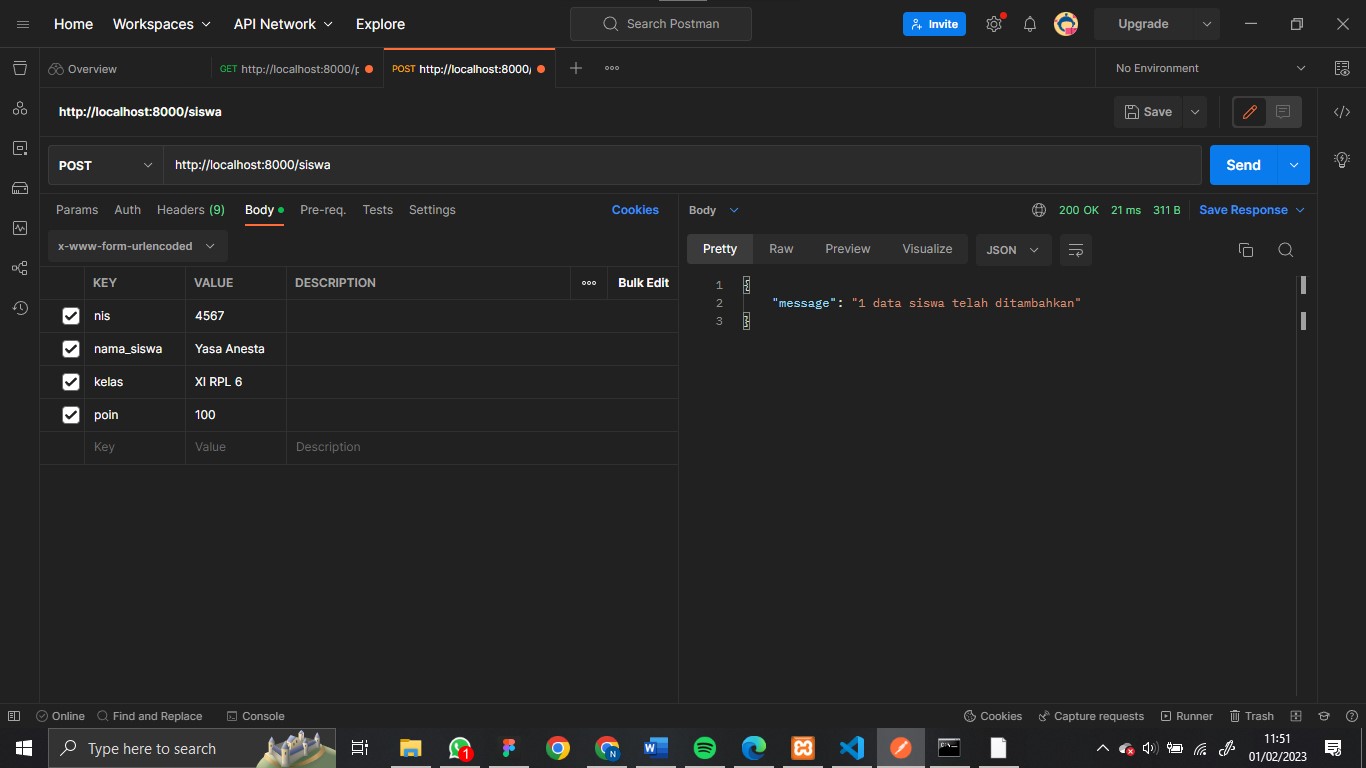 Home Workspaces API Network Explore Search Postman Invite Upgrade
Overview GET http://localhost:8000/p POST http://localhost:8000/ No Environment
http://localhost:8000/siswa Save
POST http://localhost:8000/siswa Send
Params Auth Headers (9) Body Pre-req. Tests Settings Cookies
Body 200 OK 21 ms 311 B Save Response
x-www-form-urlencoded
Pretty Raw Preview Visualize JSON
KEY VALUE DESCRIPTION Bulk Edit
nis 4567
nama_siswa Yasa Anesta
kelas XI RPL 6
poin 100
Key Value Description
1 {
2 "message": "1 data siswa telah ditambahkan"
3 }
Online Find and Replace Console Cookies Capture requests Runner Trash
Type here to search 1 N 11:51
01/02/2023